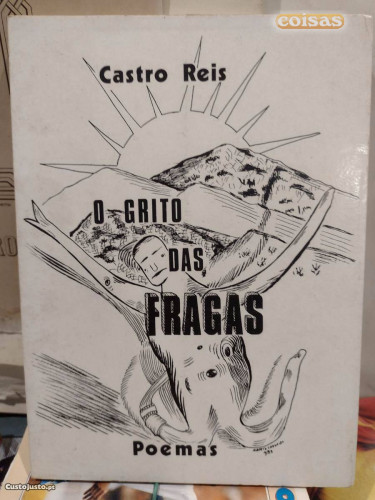 coisas
Castro Reis
O GRITO
DAS
FRAGAS
Poemas
CustoJusto.pt